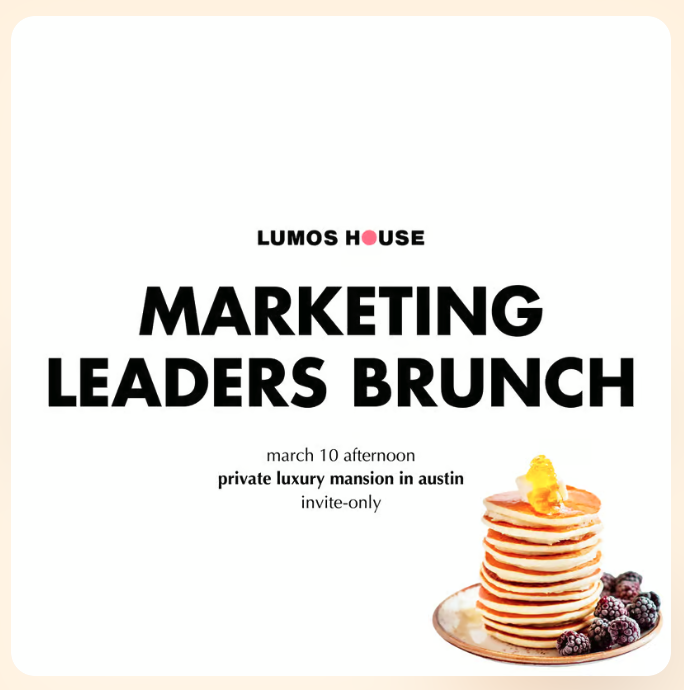 LUMOS HOUSE
MARKETING
LEADERS BRUNCH
march 10 afternoon
private luxury mansion in austin
invite-only